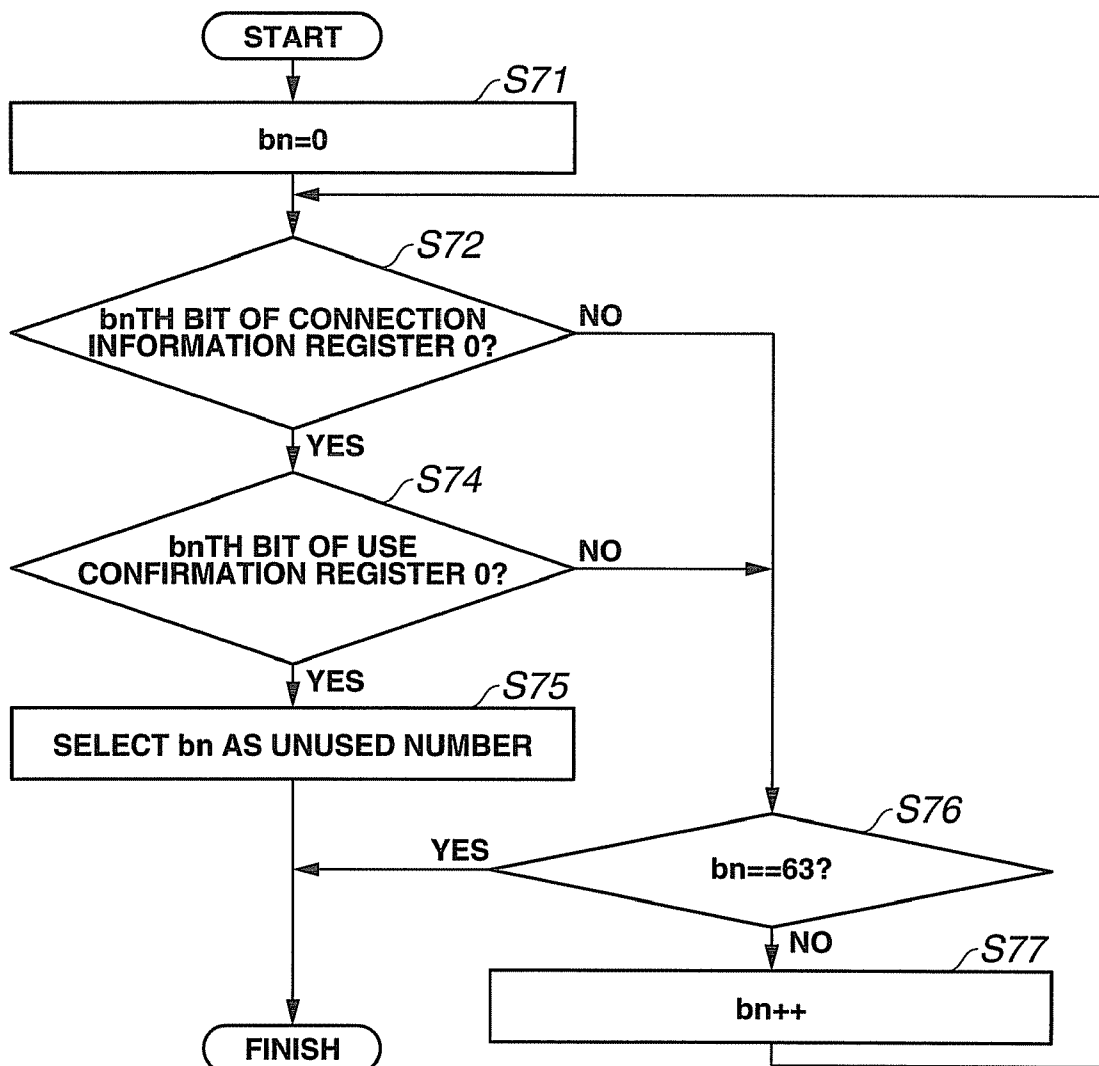 START
S71
bn=0
S72
bnTH BIT OF CONNECTION
INFORMATION REGISTER 0?
NO
YES
S74
bnTH BIT OF USE
CONFIRMATION REGISTER 0?
NO
YES
S75
SELECT bn AS UNUSED NUMBER
S76
bn==63?
YES
NO
S77
bn++
FINISH